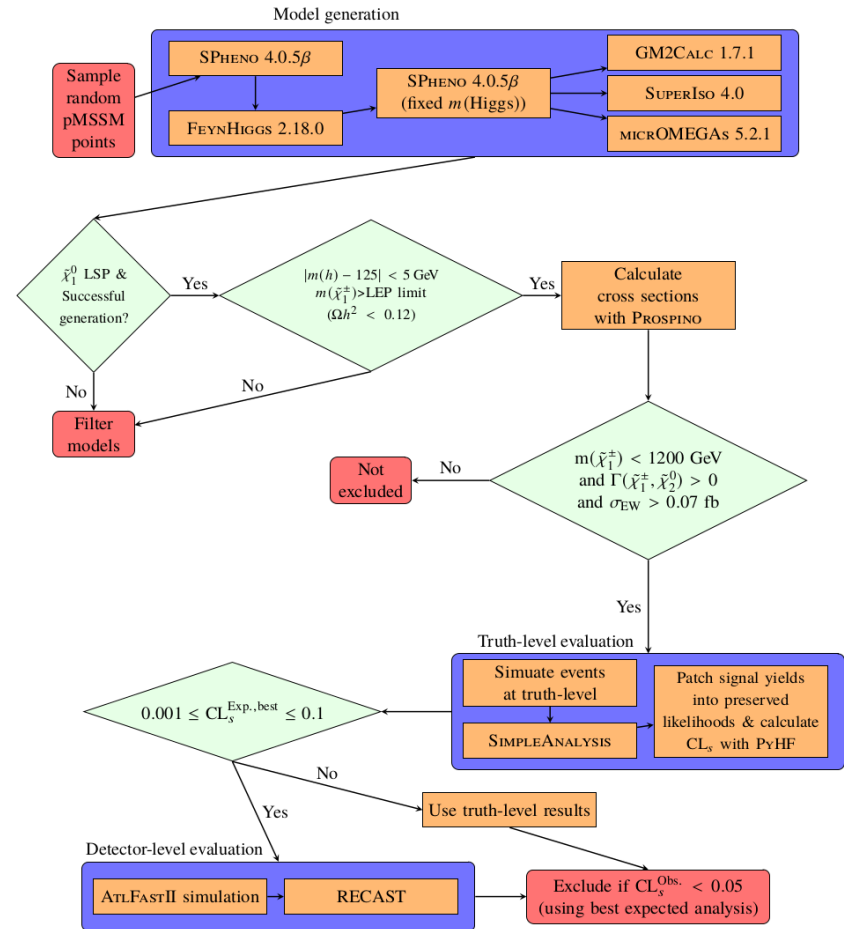 Model generation
Sample
random
pMSSM
points
SPHENO 4.0.5β
FEYNHIGGS 2.18.0
SPHENO 4.0.5β
(fixed m(Higgs))
GM2CALC 1.7.1
SUPERISO 4.0
MICROMEGAS 5.2.1
χ̃₁⁰ LSP &
Successful
generation?
Yes
|m(h) − 125| < 5 GeV
m(χ̃₁±)>LEP limit
(Ωh² < 0.12)
Yes
Calculate
cross sections
with PROSPINO
No
No
Filter
models
m(χ̃₁±) < 1200 GeV
and Γ(χ̃₁±, χ̃₂⁰) > 0
and σEW > 0.07 fb
No
Not
excluded
Yes
Truth-level evaluation
Simuate events
at truth-level
SIMPLEANALYSIS
Patch signal yields
into preserved
likelihoods & calculate
CLs with PYHF
0.001 ≤ CLs^Exp.,best ≤ 0.1
No
Use truth-level results
Yes
Detector-level evaluation
ATLFASTII simulation
RECAST
Exclude if CLs^Obs. < 0.05
(using best expected analysis)